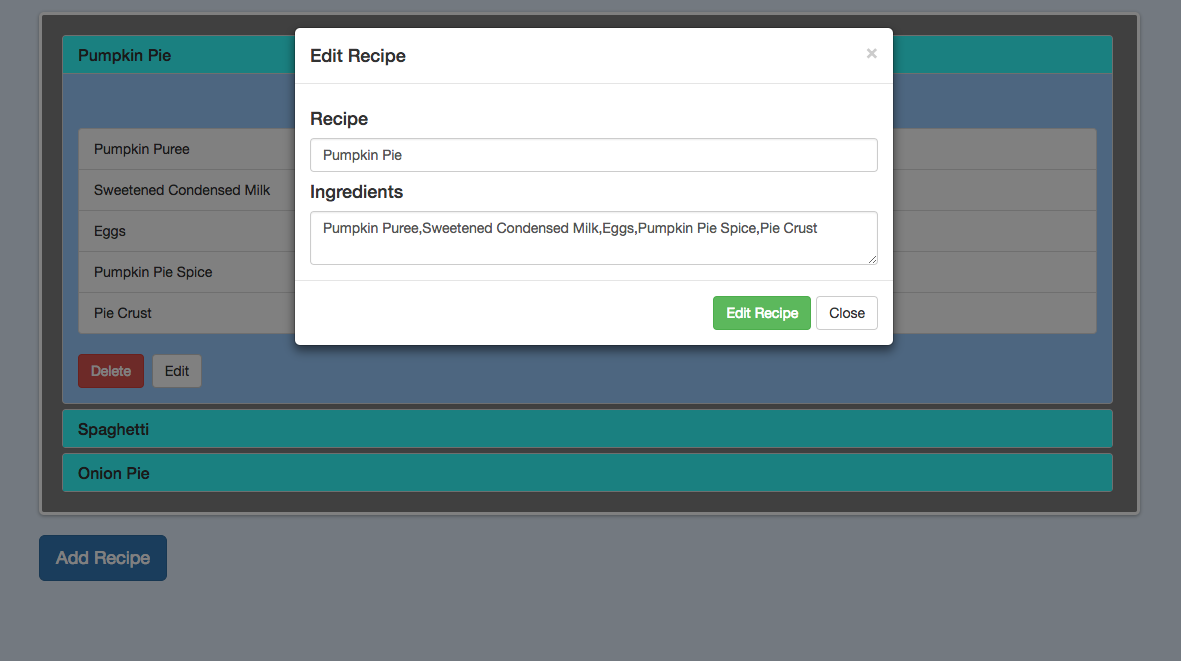 Pumpkin Pie
Edit Recipe
×
Recipe
Pumpkin Pie
Ingredients
Pumpkin Puree,Sweetened Condensed Milk,Eggs,Pumpkin Pie Spice,Pie Crust
Edit Recipe Close
Pumpkin Puree
Sweetened Condensed Milk
Eggs
Pumpkin Pie Spice
Pie Crust
Delete Edit
Spaghetti
Onion Pie
Add Recipe